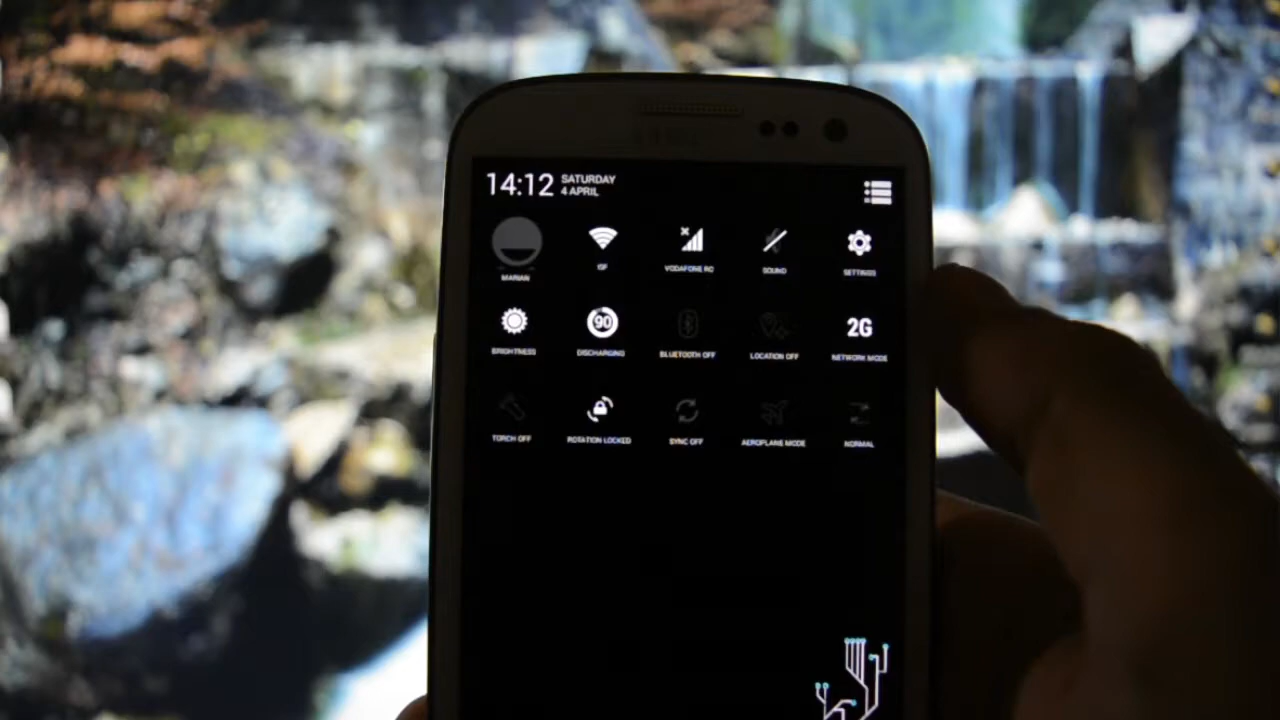 14:12 SATURDAY
4 APRIL
MARIAN
VODAFONE RO
SOUND
SETTINGS
90
2G
BRIGHTNESS
DISCHARGING
BLUETOOTH OFF
LOCATION OFF
NETWORK MODE
TORCH OFF
ROTATION LOCKED
SYNC OFF
AEROPLANE MODE
NORMAL